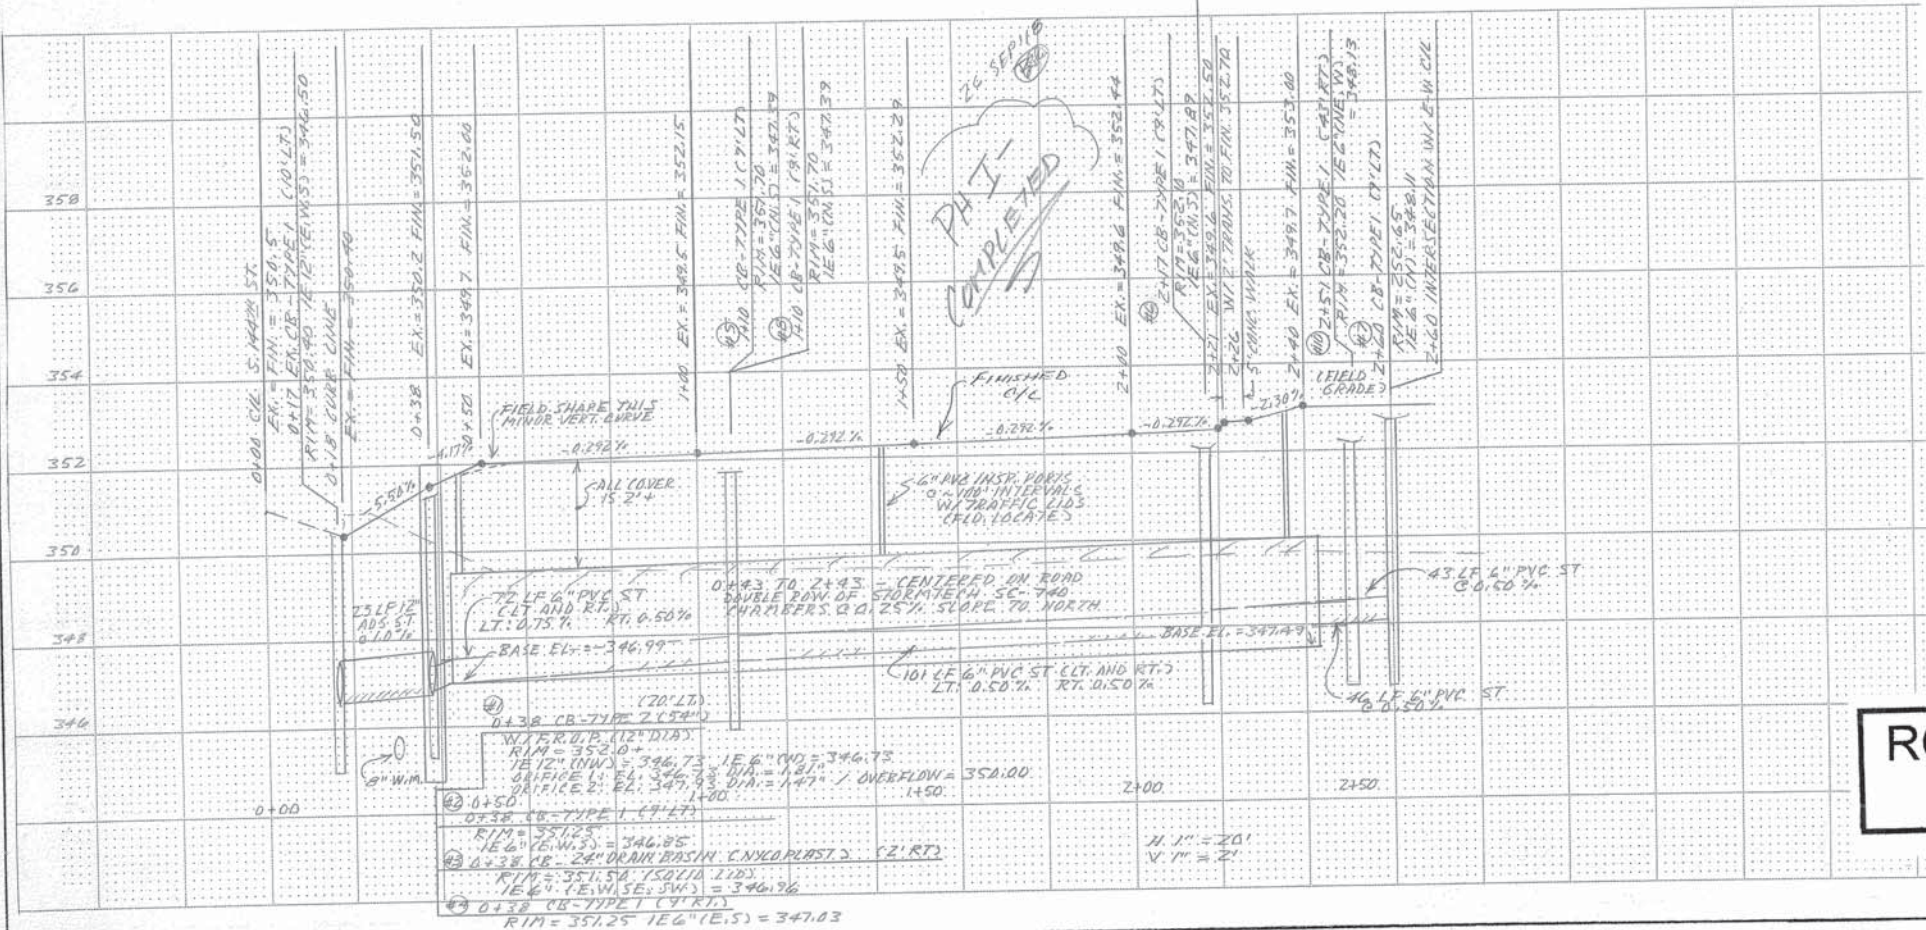 26 SEP 16
PH I -
COMPLETED
358
356
354
352
350
348
346
0+00 C/L S. 144TH ST.
EX. = FIN. = 350.5
0+17 EX. CB - TYPE 1 (10' LT)
RIM = 350.40 IE 12" (E,W,S) = 346.50
0+18 CURB LINE
EX. = FIN. = 350.40
0+38 EX. = 350.2 FIN. = 351.50
0+50 EX. = 349.7 FIN. = 352.00
1+00 EX. = 349.5 FIN. = 352.15
#5 1+10 CB-TYPE 1 (9' LT)
RIM = 351.70
IE 6" (N,S) = 347.39
#8 1+10 CB-TYPE 1 (9' RT)
RIM = 351.70
IE 6" (N,S) = 347.39
1+50 EX. = 349.5 FIN. = 352.29
2+00 EX. = 349.6 FIN. = 352.44
#6 2+17 CB-TYPE 1 (9' LT)
RIM = 352.10
IE 6" (N,S) = 347.89
2+21 EX. = 349.6 FIN. = 352.50
2+26 W/ 2' TRANS. TO FIN. 352.70
5' CONC. WALK
2+40 EX. = 349.7 FIN. = 353.00
2+51 CB-TYPE 1 (43' RT)
RIM = 352.20 IE 6" (NE, W)
= 348.13
#7 2+60 CB-TYPE 1 (9' LT)
RIM = 252.65
IE 6" (N) = 348.11
2+60 INTERSECTION W/ E-W C/L
(FIELD
GRADE)
FIELD SHAPE THIS
MINOR VERT. CURVE
FINISHED
C/L
-5.50%
-4.17%
-0.292%
-0.292%
-0.292%
-0.292%
-2.30%
ALL COVER
IS 2'+
6" PVC INSP. PORTS
@ ~100' INTERVALS
W/ TRAFFIC LIDS
(FLD. LOCATE)
0+43 TO 2+43 - CENTERED ON ROAD
DOUBLE ROW OF STORMTECH SC-740
CHAMBERS @ 0.25% SLOPE TO NORTH
72 LF 6" PVC ST
(LT AND RT.)
LT: 0.75% RT. 0.50%
25 LF 12"
ADS ST
@ 1.0%
BASE EL. = 346.99
BASE EL. = 347.49
43 LF 6" PVC ST
@ 0.50%
101 LF 6" PVC ST (LT. AND RT.)
LT: 0.50% RT. 0.50%
46 LF 6" PVC ST
@ 0.50%
8" W.M.
#1 (20' LT)
0+38 CB-TYPE 2 (54")
W/ F.R.O.P. (12" DIA)
RIM = 352.0+
IE 12" (NW) = 346.73 IE 6" (W) = 346.73
ORIFICE 1: EL. 346.73 DIA. = 1.81"
ORIFICE 2: EL. 347.93 DIA. = 1.47" / OVERFLOW = 350.00
0+00 0+50 1+00 1+50 2+00 2+50
#2 0+38 CB-TYPE 1 (9' LT)
RIM = 351.25
IE 6" (E,W,S) = 346.85
#3 0+38 CB - 24" DRAIN BASIN (NYLOPLAST) (2' RT)
RIM = 351.50 (SOLID LID)
IE 6" (E,W,SE,SW) = 346.96
#4 0+38 CB-TYPE 1 (9' RT.)
RIM = 351.25 IE 6" (E,S) = 347.03
H. 1" = 20'
V. 1" = 2'